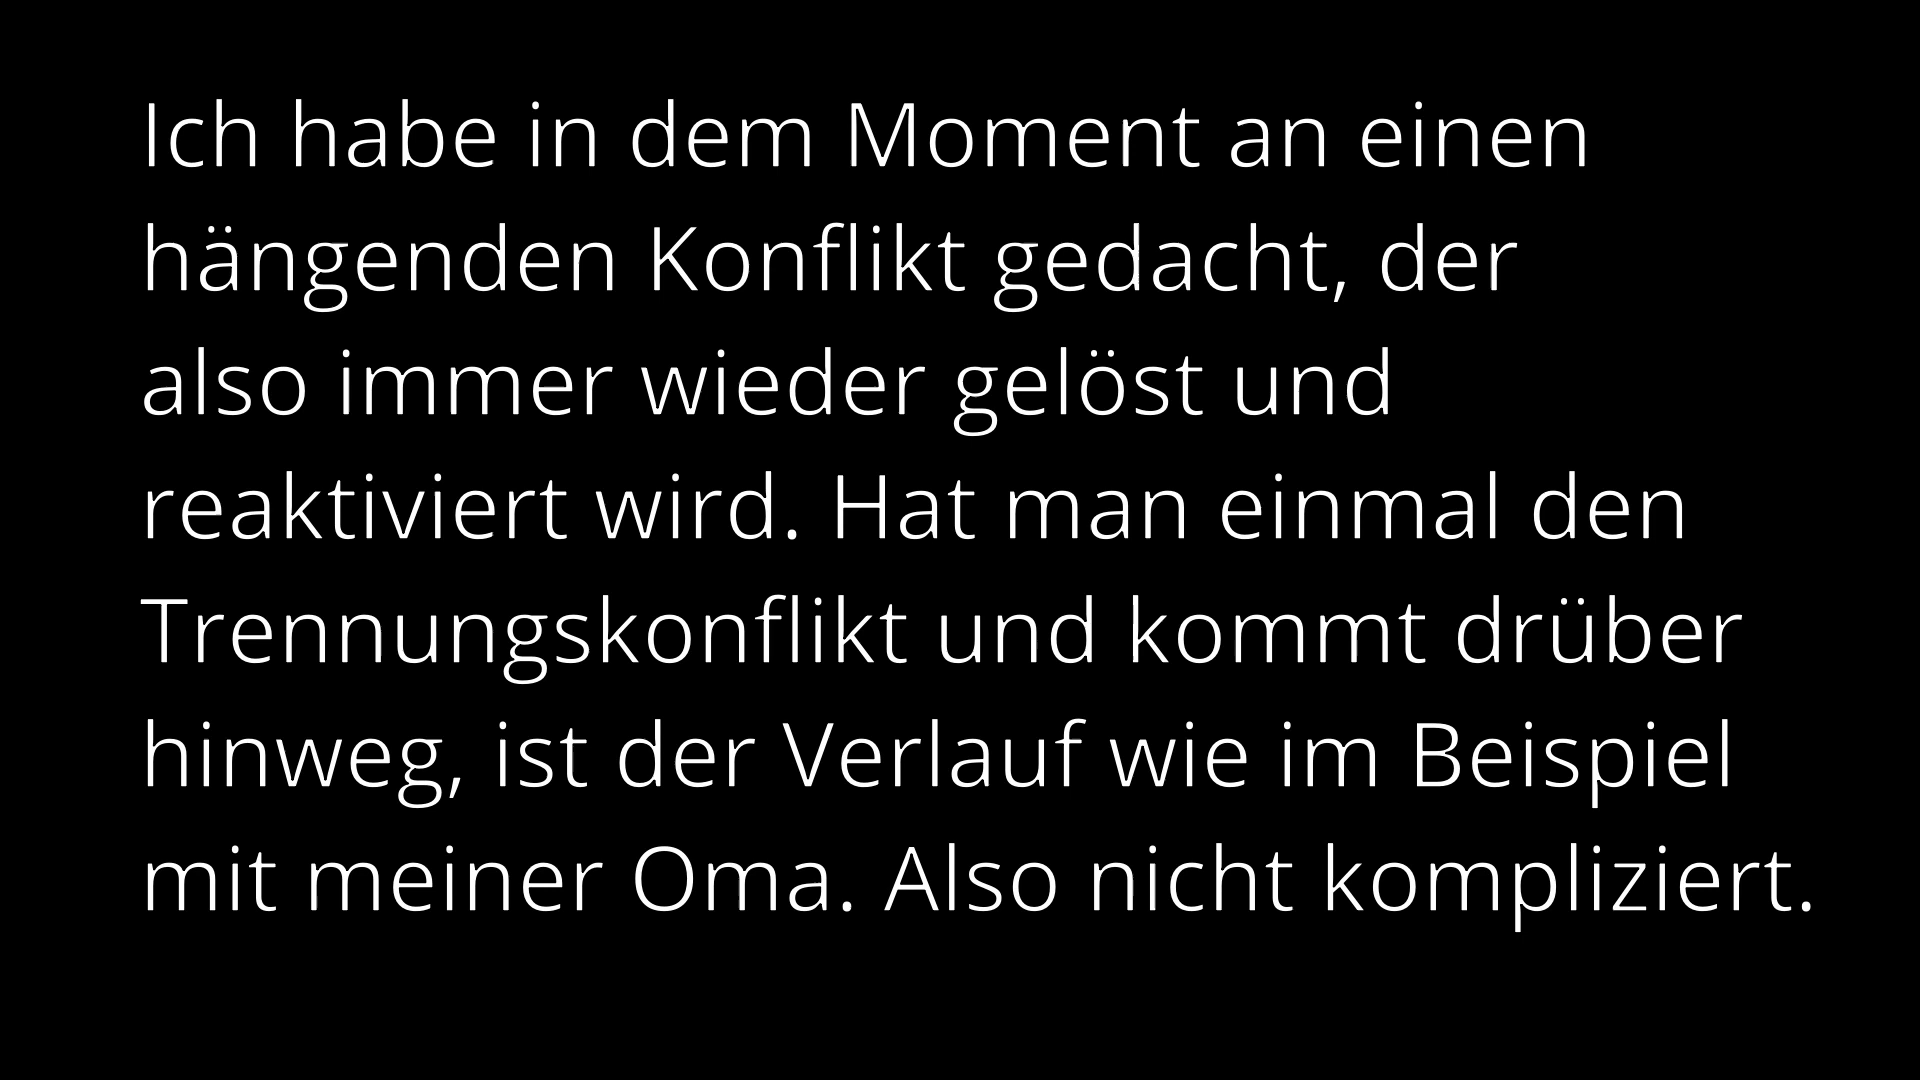 Ich habe in dem Moment an einen
hängenden Konflikt gedacht, der
also immer wieder gelöst und
reaktiviert wird. Hat man einmal den
Trennungskonflikt und kommt drüber
hinweg, ist der Verlauf wie im Beispiel
mit meiner Oma. Also nicht kompliziert.